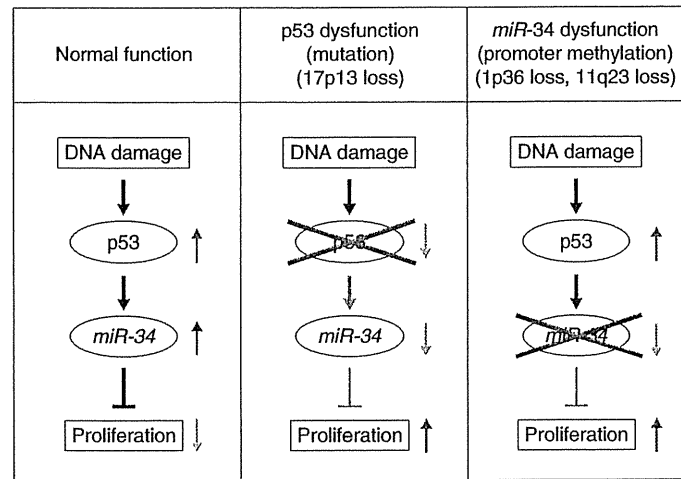 Normal function
DNA damage
p53
miR-34
Proliferation
p53 dysfunction
(mutation)
(17p13 loss)
DNA damage
p53
miR-34
Proliferation
miR-34 dysfunction
(promoter methylation)
(1p36 loss, 11q23 loss)
DNA damage
p53
miR-34
Proliferation